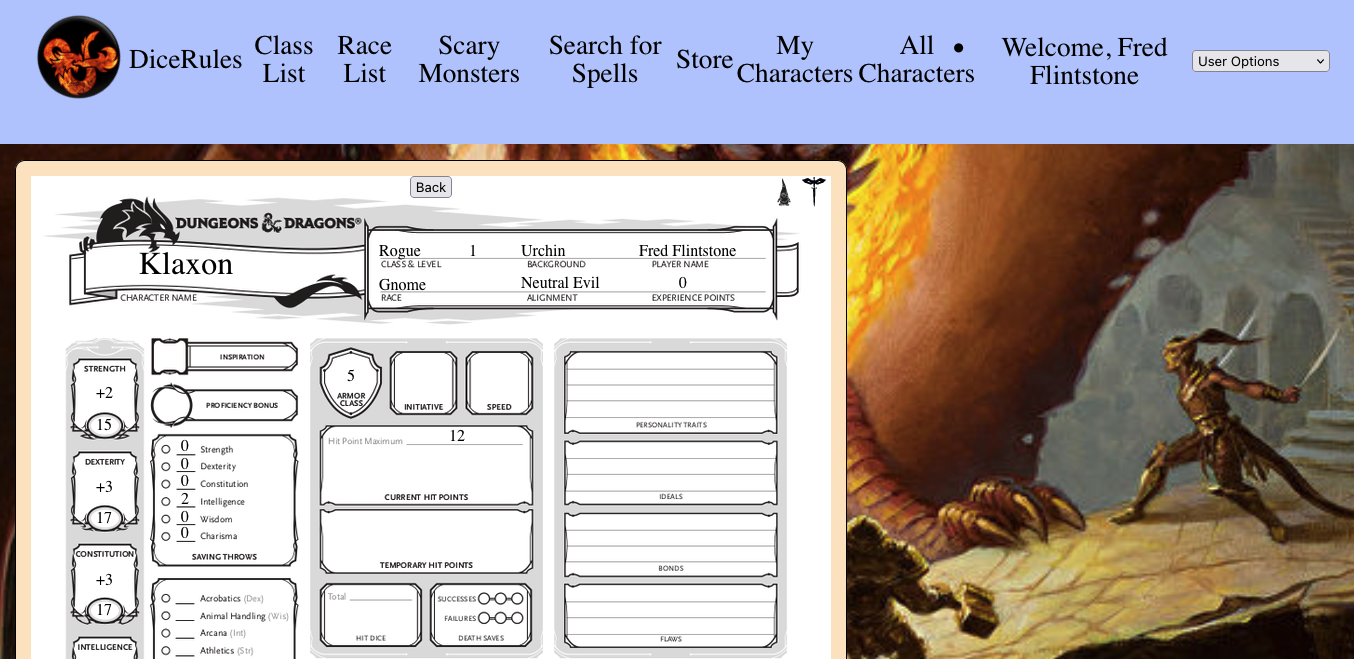 DiceRules
Class
List
Race
List
Scary
Monsters
Search for
Spells
Store
My
Characters
All
Characters
Welcome, Fred
Flintstone
User Options
Back
DUNGEONS & DRAGONS®
Klaxon
CHARACTER NAME
Rogue 1 Urchin Fred Flintstone
CLASS & LEVEL BACKGROUND PLAYER NAME
Gnome Neutral Evil 0
RACE ALIGNMENT EXPERIENCE POINTS
STRENGTH
+2
15
DEXTERITY
+3
17
CONSTITUTION
+3
17
INTELLIGENCE
INSPIRATION
PROFICIENCY BONUS
0 Strength
0 Dexterity
0 Constitution
2 Intelligence
0 Wisdom
0 Charisma
SAVING THROWS
Acrobatics (Dex)
Animal Handling (Wis)
Arcana (Int)
Athletics (Str)
5
ARMOR
CLASS
INITIATIVE
SPEED
Hit Point Maximum 12
CURRENT HIT POINTS
TEMPORARY HIT POINTS
Total
HIT DICE
SUCCESSES
FAILURES
DEATH SAVES
PERSONALITY TRAITS
IDEALS
BONDS
FLAWS